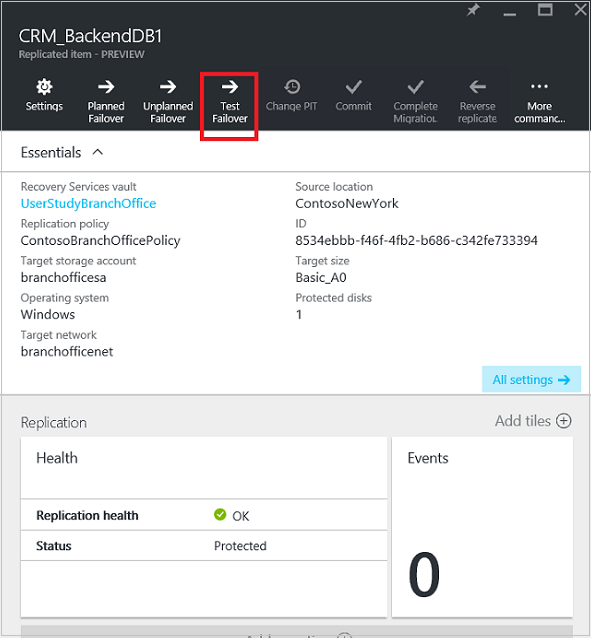 CRM_BackendDB1
Replicated item - PREVIEW
Settings
Planned
Failover
Unplanned
Failover
Test
Failover
Change PIT
Commit
Complete
Migration
Reverse
replicate
More
commanc...
Essentials
Recovery Services vault
UserStudyBranchOffice
Replication policy
ContosoBranchOfficePolicy
Target storage account
branchofficesa
Operating system
Windows
Target network
branchofficenet
Source location
ContosoNewYork
ID
8534ebbb-f46f-4fb2-b686-c342fe733394
Target size
Basic_A0
Protected disks
1
All settings
Replication
Add tiles
Health
Replication health OK
Status Protected
Events
0